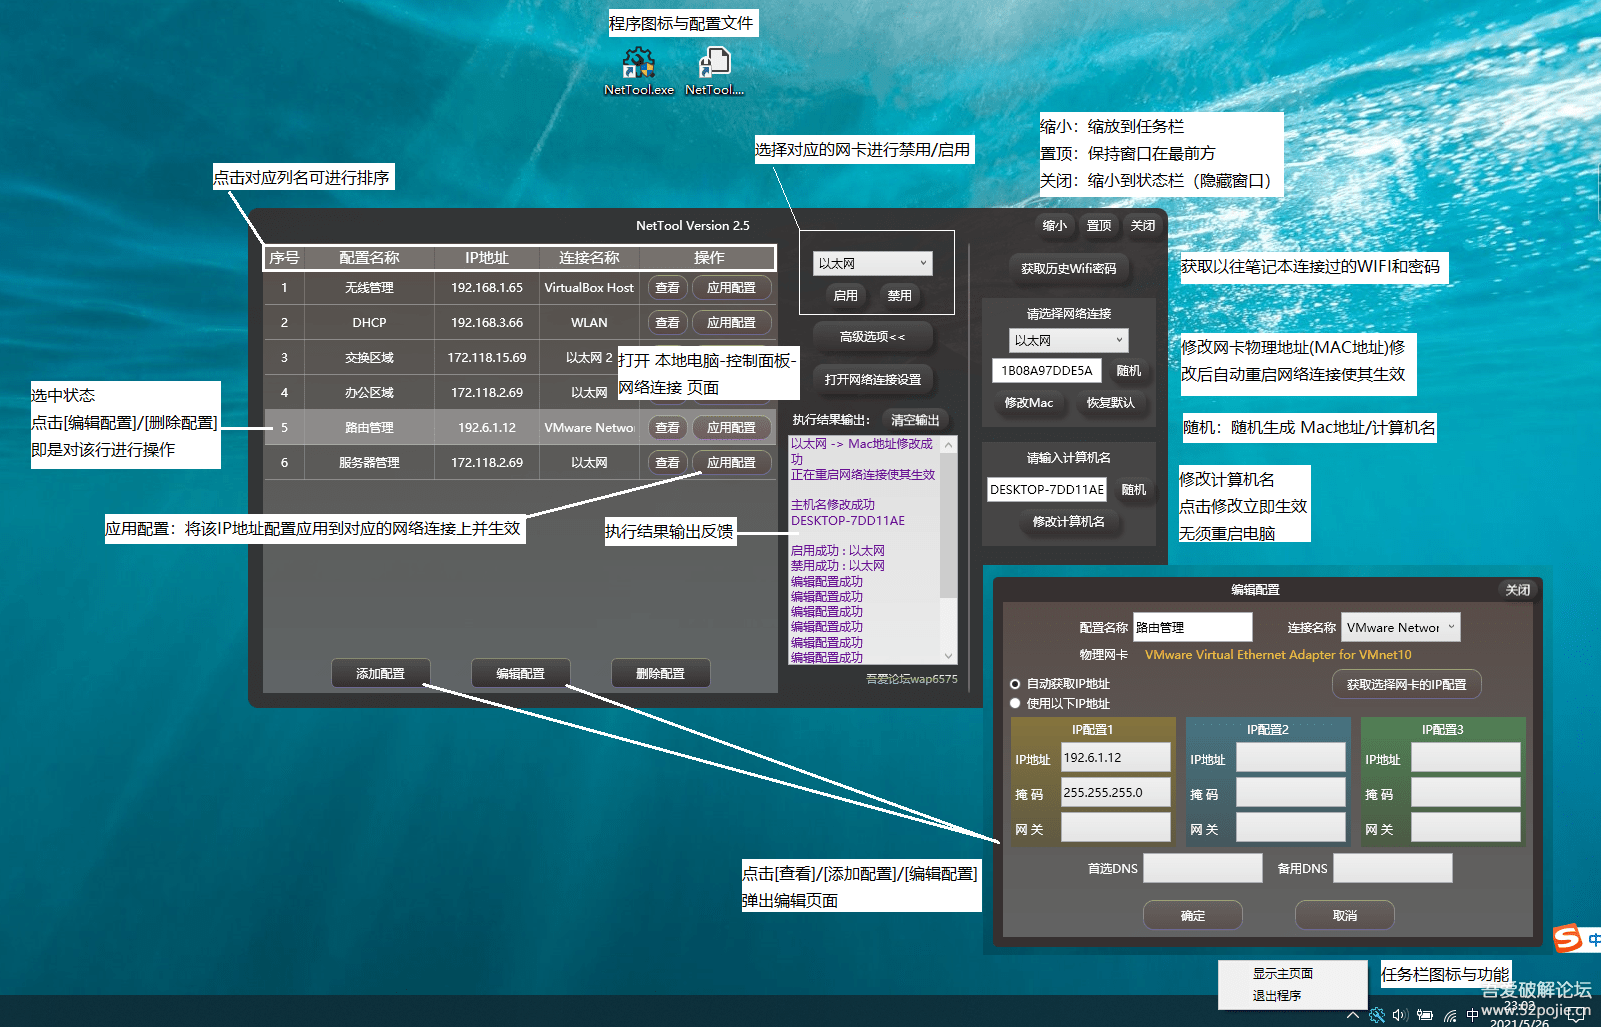 程序图标与配置文件
NetTool.exe
NetTool....
缩小：缩放到任务栏
置顶：保持窗口在最前方
关闭：缩小到状态栏（隐藏窗口）
选择对应的网卡进行禁用/启用
点击对应列名可进行排序
NetTool Version 2.5
缩小 置顶 关闭
序号 配置名称 IP地址 连接名称 操作
1 无线管理 192.168.1.65 VirtualBox Host 查看 应用配置
2 DHCP 192.168.3.66 WLAN 查看 应用配置
3 交换区域 172.118.15.69 以太网 2
4 办公区域 172.118.2.69 以太网
5 路由管理 192.6.1.12 VMware Networ 查看 应用配置
6 服务器管理 172.118.2.69 以太网 查看 应用配置
打开 本地电脑-控制面板-
网络连接 页面
选中状态
点击[编辑配置]/[删除配置]
即是对该行进行操作
应用配置：将该IP地址配置应用到对应的网络连接上并生效
执行结果输出反馈
添加配置 编辑配置 删除配置
以太网
启用 禁用
高级选项<<
打开网络连接设置
执行结果输出： 清空输出
以太网 -> Mac地址修改成
功
正在重启网络连接使其生效
主机名修改成功
DESKTOP-7DD11AE
启用成功 : 以太网
禁用成功 : 以太网
编辑配置成功
编辑配置成功
编辑配置成功
编辑配置成功
编辑配置成功
编辑配置成功
吾爱论坛wap6575
获取历史Wifi密码
请选择网络连接
以太网
1B08A97DDE5A 随机
修改Mac 恢复默认
请输入计算机名
DESKTOP-7DD11AE 随机
修改计算机名
获取以往笔记本连接过的WIFI和密码
修改网卡物理地址(MAC地址)修
改后自动重启网络连接使其生效
随机：随机生成 Mac地址/计算机名
修改计算机名
点击修改立即生效
无须重启电脑
编辑配置 关闭
配置名称 路由管理 连接名称 VMware Networ
物理网卡 VMware Virtual Ethernet Adapter for VMnet10
自动获取IP地址
获取选择网卡的IP配置
使用以下IP地址
IP配置1 IP配置2 IP配置3
IP地址 192.6.1.12 IP地址 IP地址
掩 码 255.255.255.0 掩 码 掩 码
网 关 网 关 网 关
首选DNS 备用DNS
确定 取消
点击[查看]/[添加配置]/[编辑配置]
弹出编辑页面
S 中
显示主页面
退出程序
任务栏图标与功能
吾爱破解论坛
www.52pojie.cn
中
23:02
2021/5/26